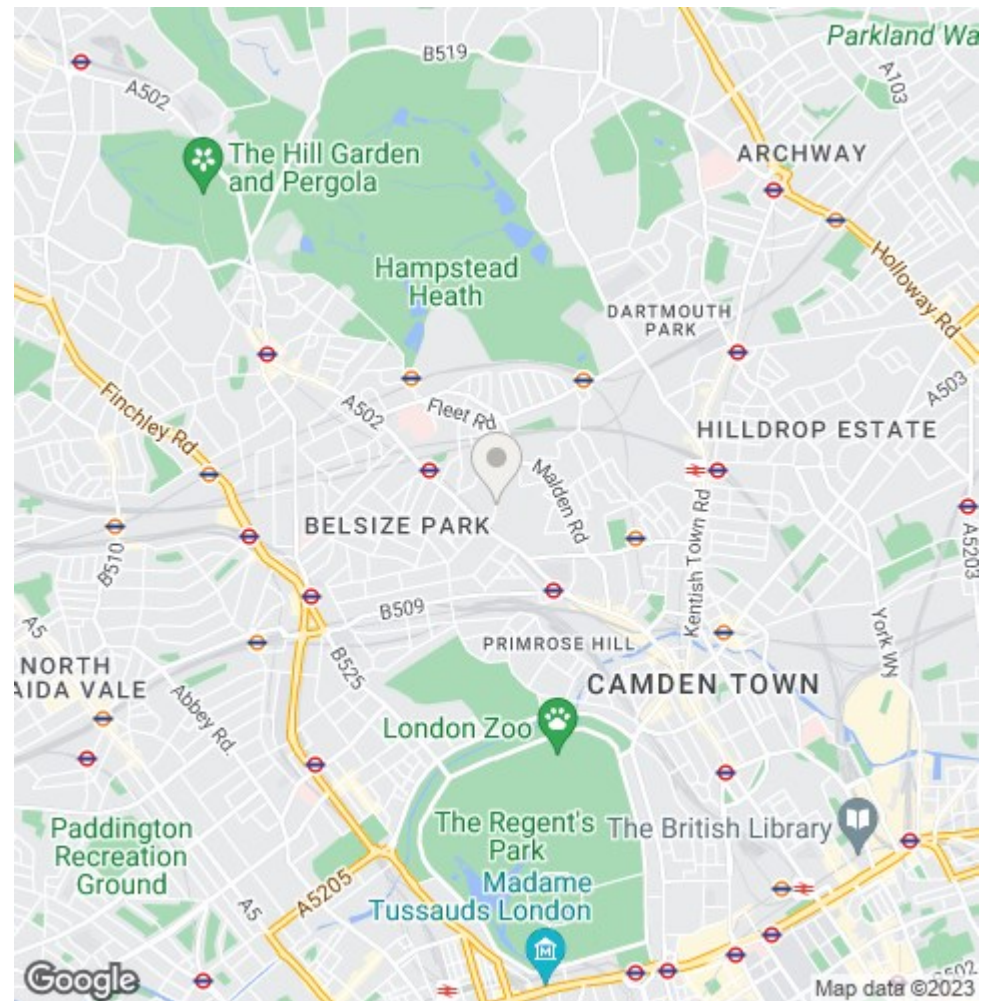 Parkland Wa
B519
A502
A103
The Hill Garden
and Pergola
ARCHWAY
Hampstead
Heath
Holloway Rd
DARTMOUTH
PARK
A503
Finchley Rd
A502
Fleet Rd
HILLDROP ESTATE
Malden Rd
BELSIZE PARK
Kentish Town Rd
A5203
B510
B509
A5
PRIMROSE HILL
York Wy
NORTH
AIDA VALE
B525
CAMDEN TOWN
Abbey Rd.
London Zoo
Paddington
Recreation
Ground
The Regent's
Park
The British Library
Madame
Tussauds London
A5205
A5
A502
Google
Map data ©2023